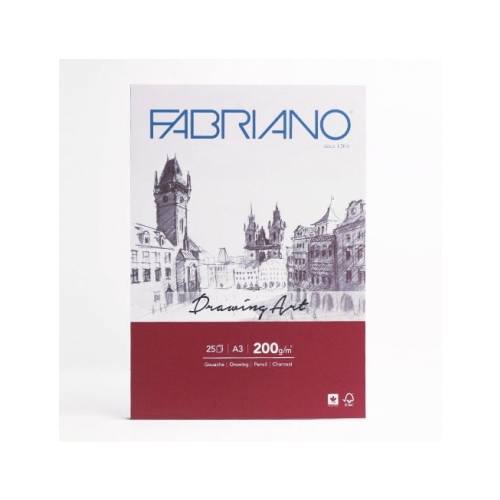 FABRIANO
Drawing Art
25 | A3 | 200g/m²
Gouache | Drawing | Pencil | Charcoal